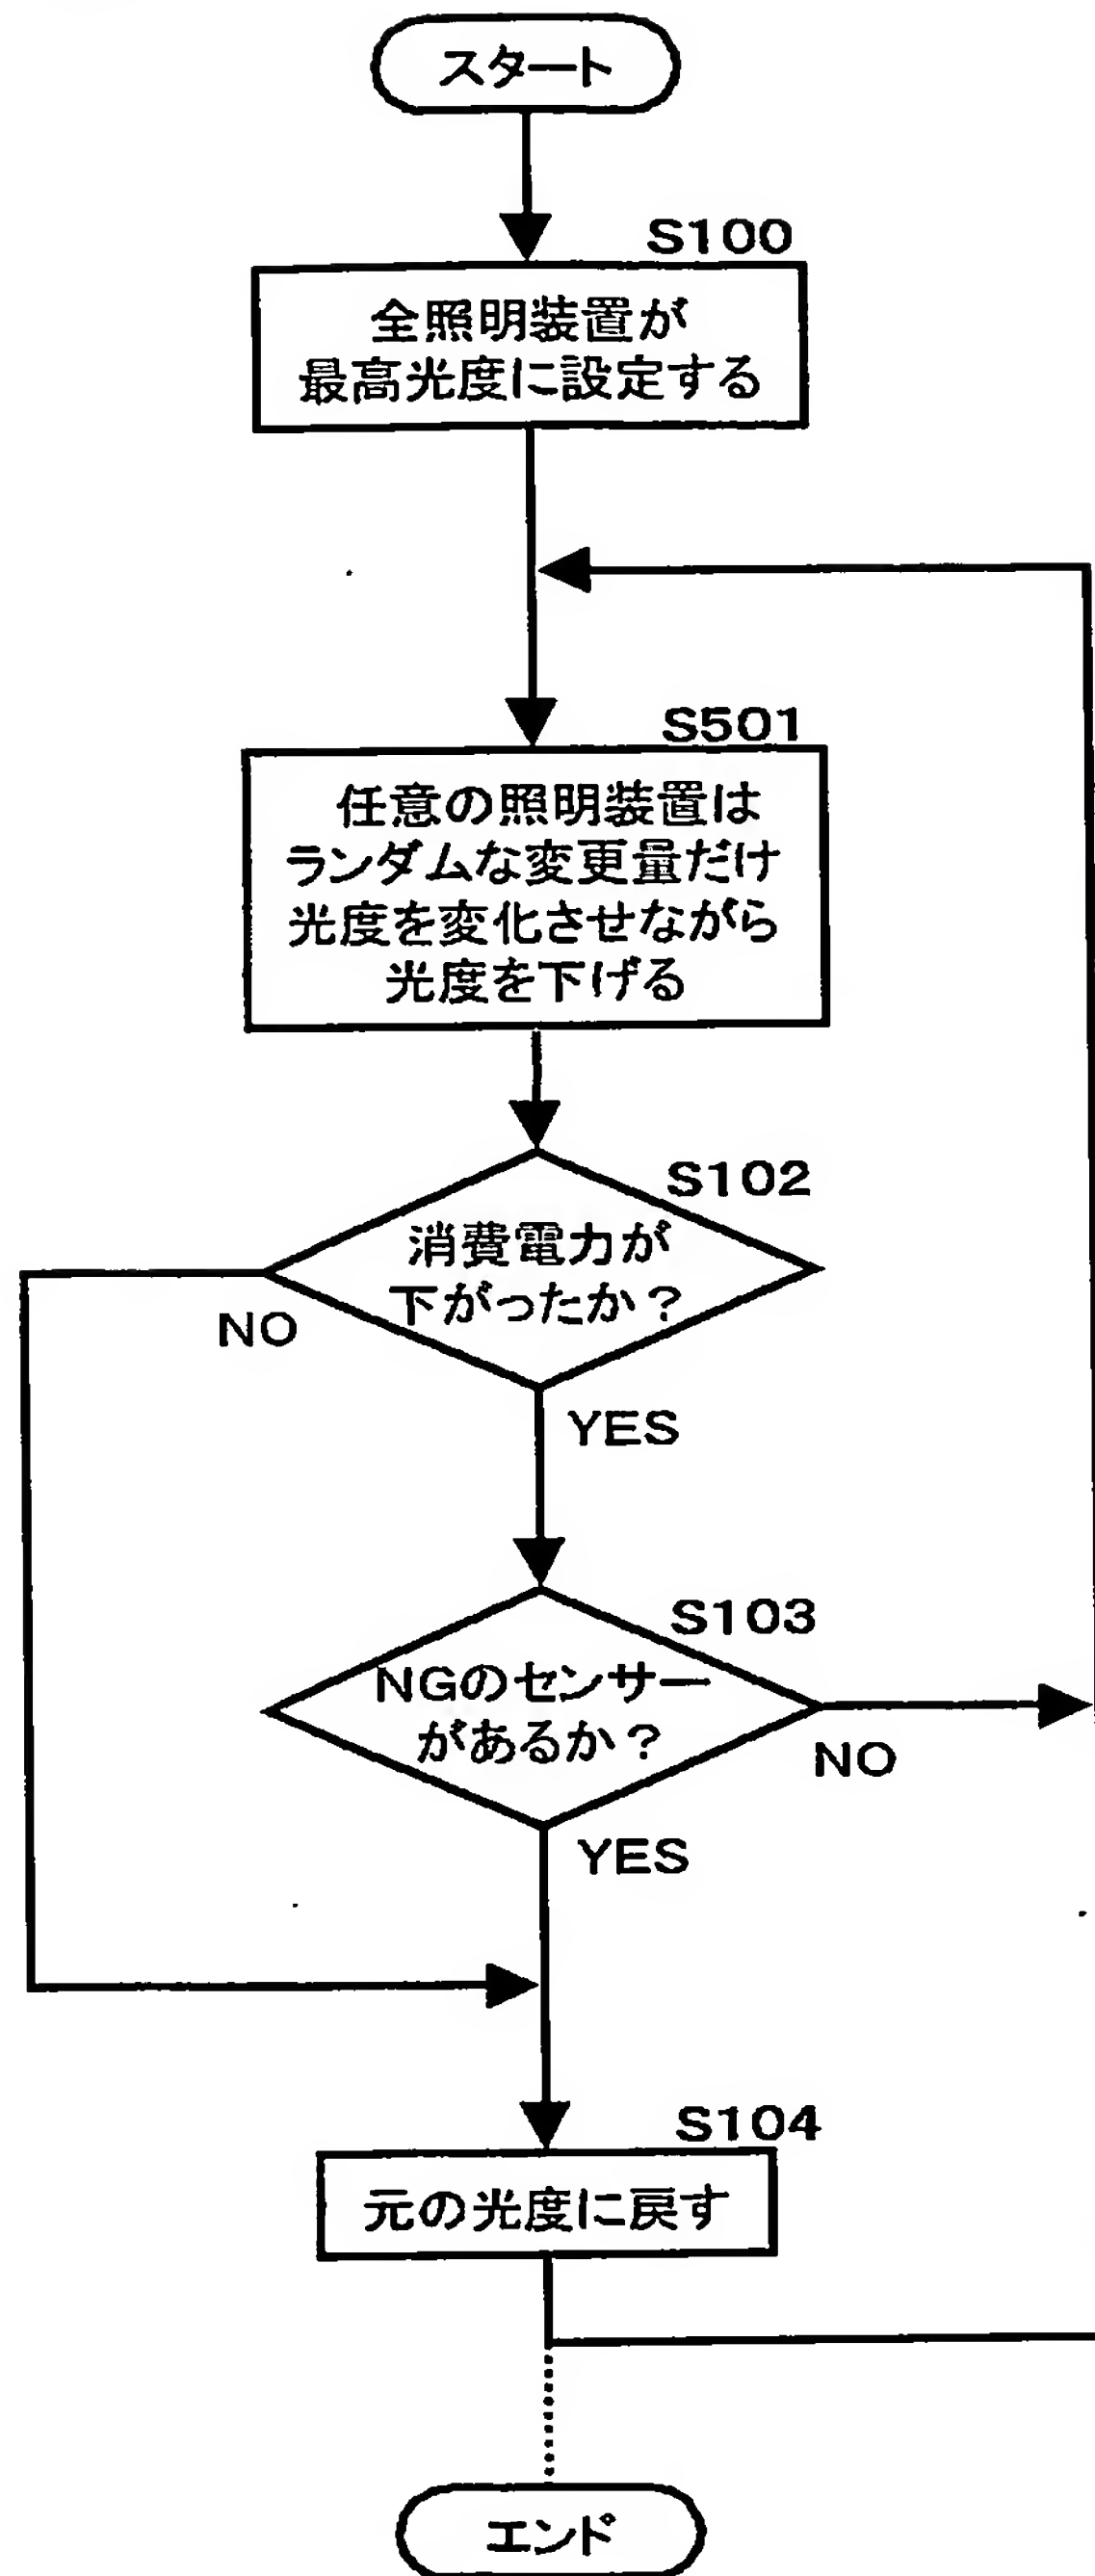 スタート
S100
全照明装置が
最高光度に設定する
S501
任意の照明装置は
ランダムな変更量だけ
光度を変化させながら
光度を下げる
S102
消費電力が
下がったか？
NO
YES
S103
NGのセンサー
があるか？
NO
YES
S104
元の光度に戻す
エンド